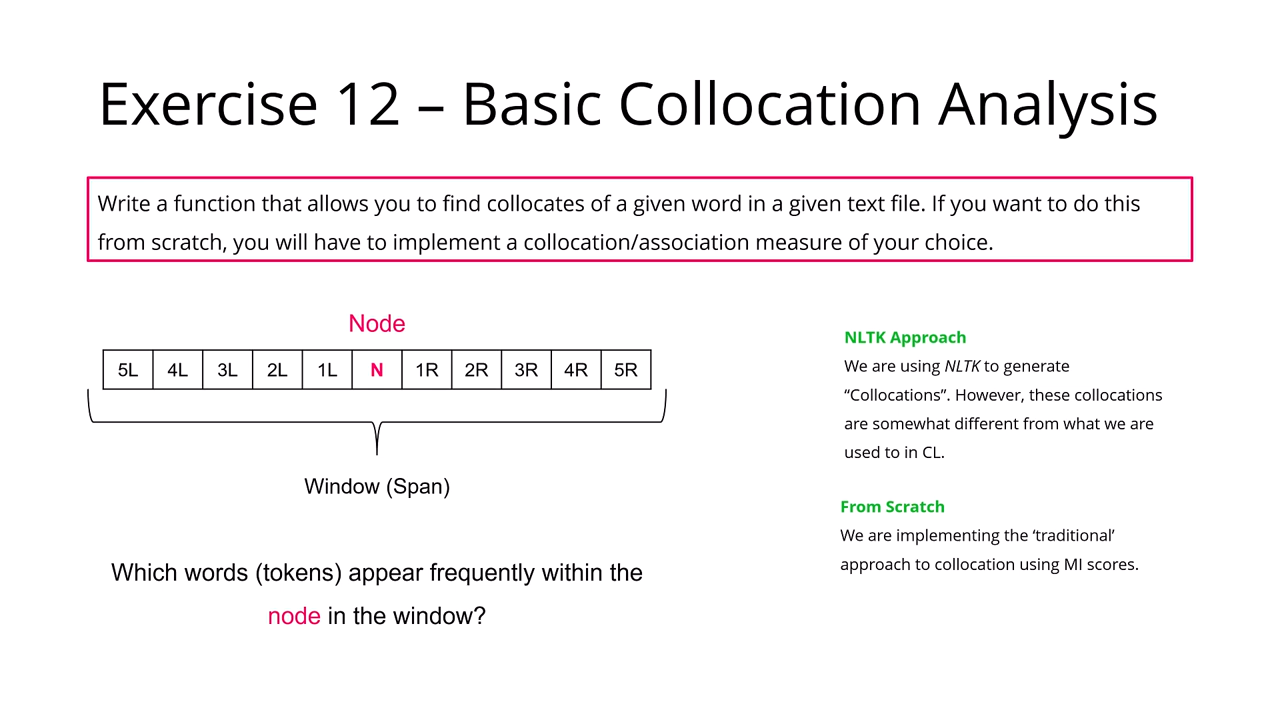 Exercise 12 – Basic Collocation Analysis
Write a function that allows you to find collocates of a given word in a given text file. If you want to do this
from scratch, you will have to implement a collocation/association measure of your choice.
Node
5L 4L 3L 2L 1L N 1R 2R 3R 4R 5R
Window (Span)
Which words (tokens) appear frequently within the
node in the window?
NLTK Approach
We are using NLTK to generate
“Collocations”. However, these collocations
are somewhat different from what we are
used to in CL.
From Scratch
We are implementing the ‘traditional’
approach to collocation using MI scores.